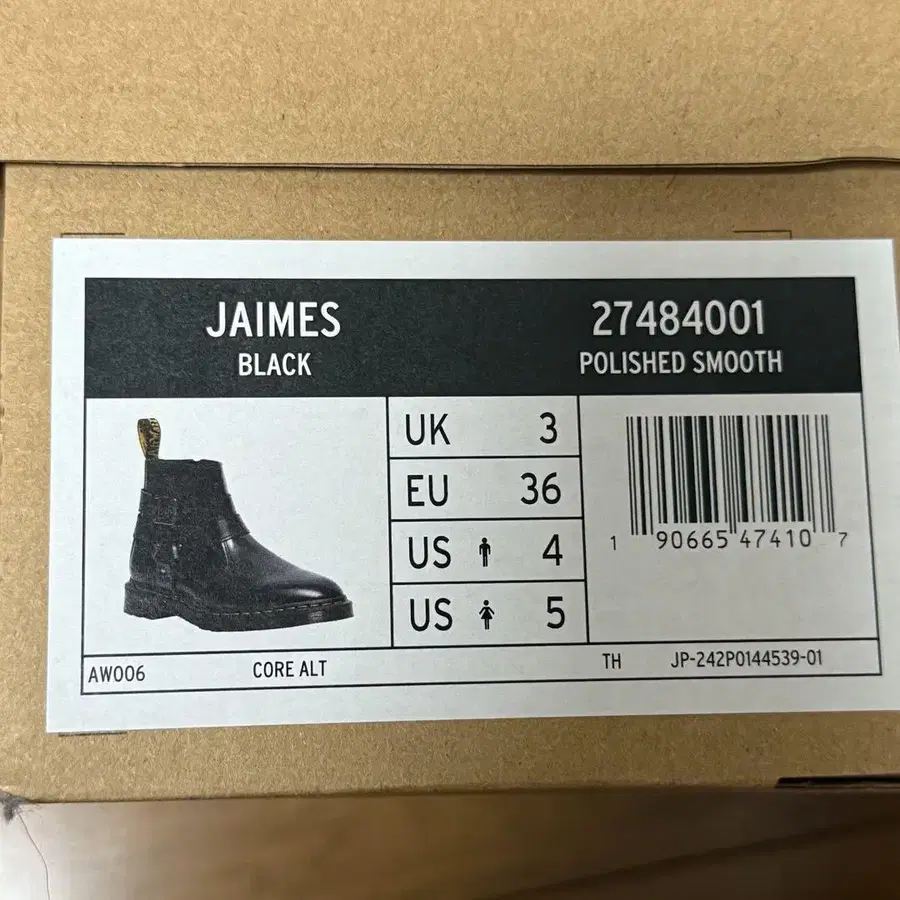 JAIMES
BLACK
27484001
POLISHED SMOOTH
UK 3
EU 36
US 4
US 5
1 90665 47410 7
AW006 CORE ALT TH JP-242P0144539-01